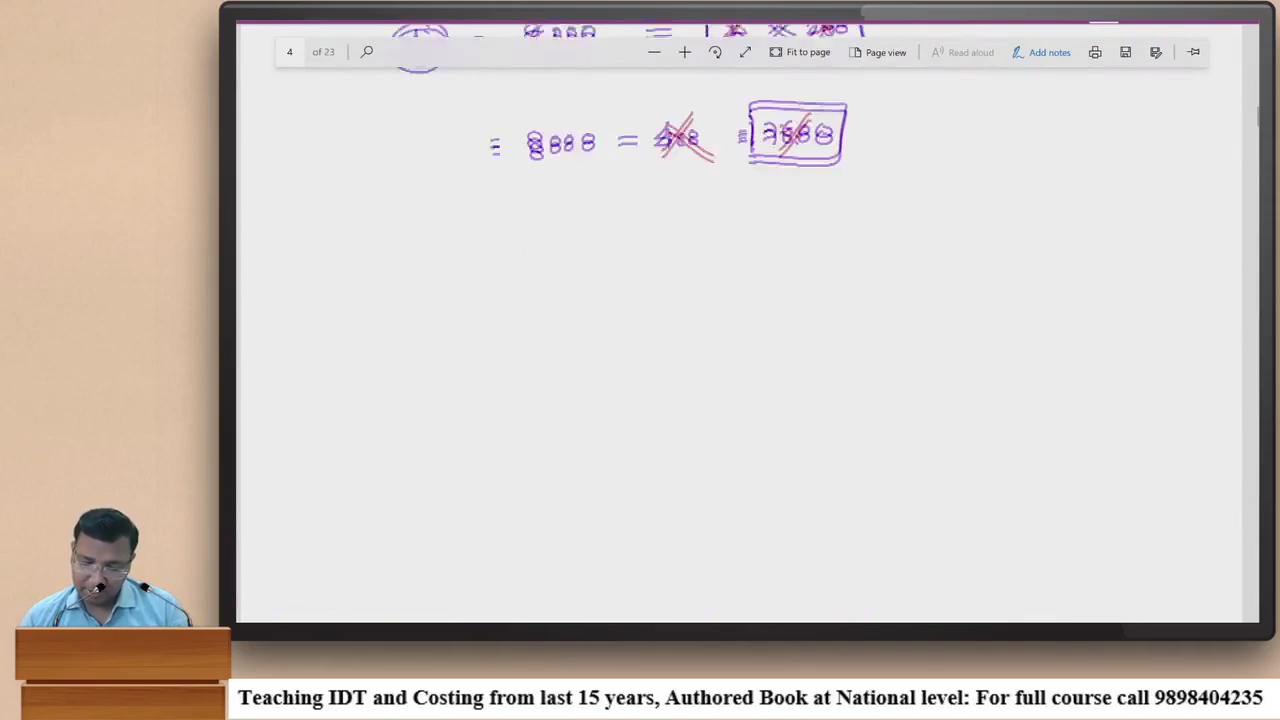 4 of 23 Fit to page Page view Read aloud Add notes
= 8000 =
Teaching IDT and Costing from last 15 years, Authored Book at National level: For full course call 9898404235